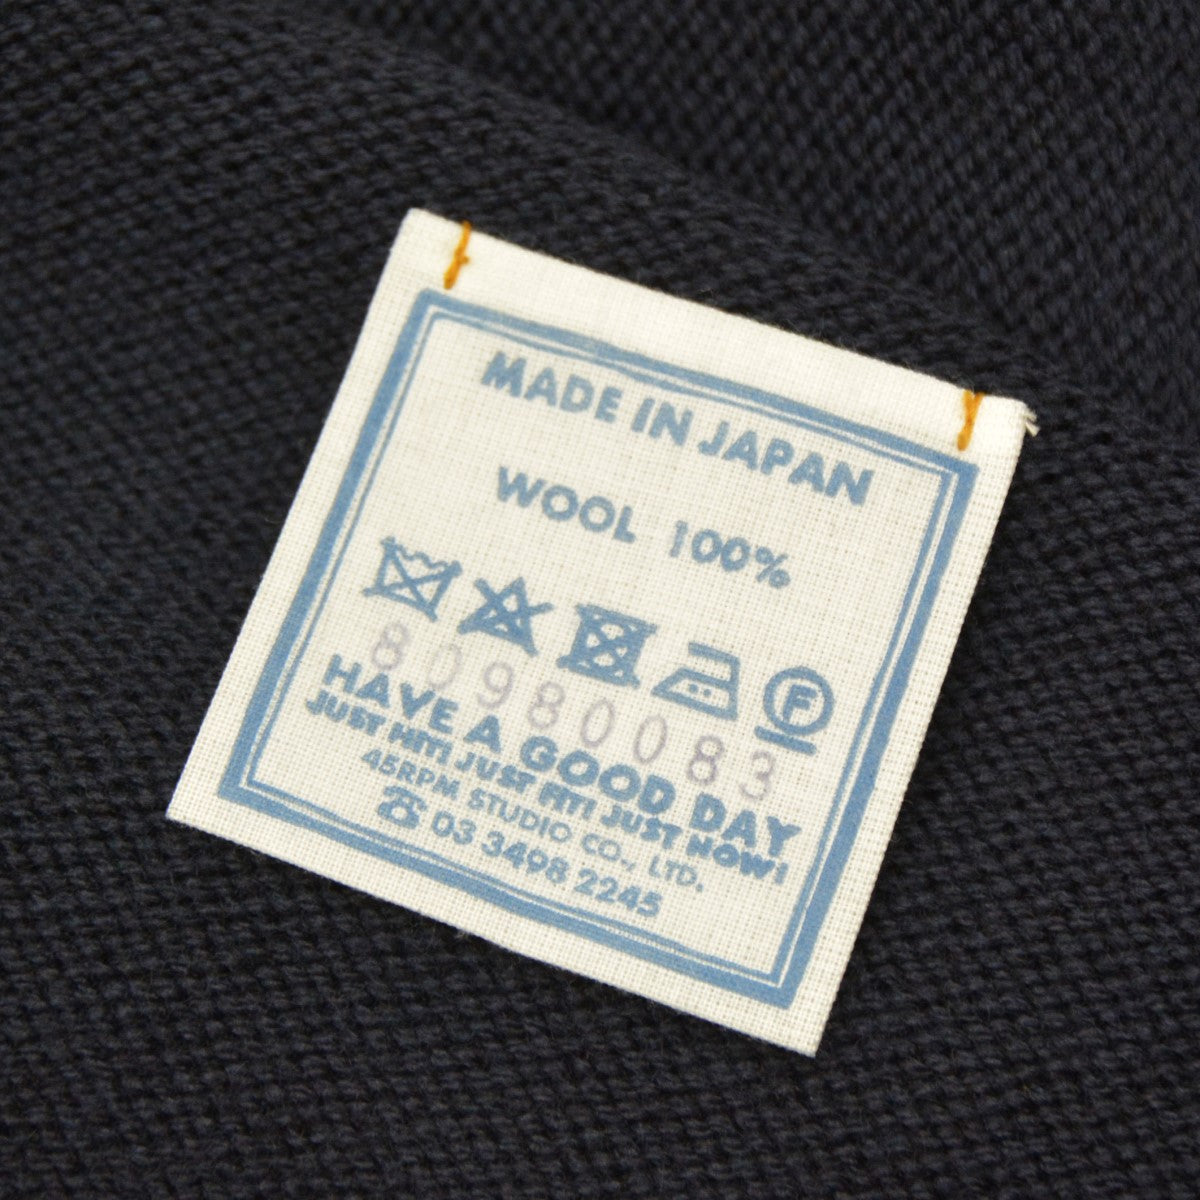 MADE IN JAPAN
WOOL 100%
F
80980083
HAVE A GOOD DAY
JUST HIT! JUST FIT! JUST NOW!
45RPM STUDIO CO., LTD.
☎ 03 3498 2245